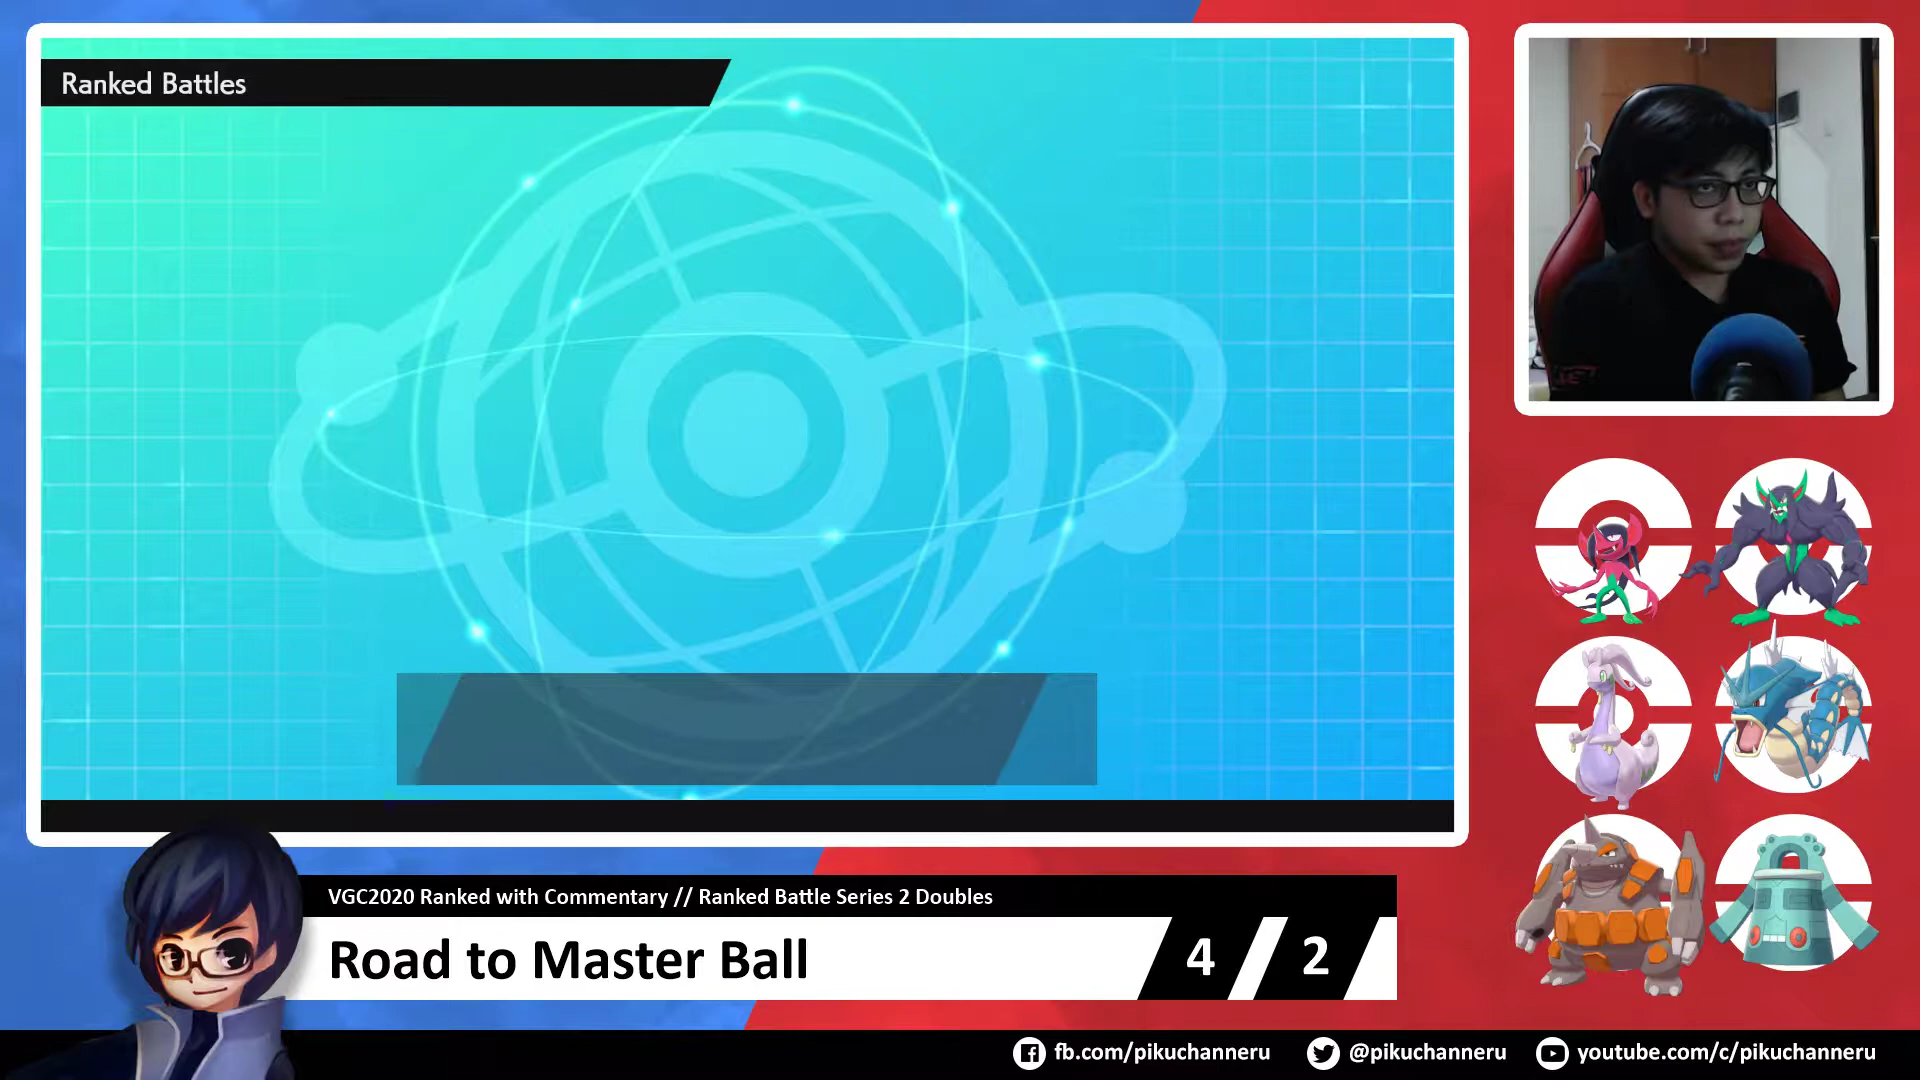 Ranked Battles
VGC2020 Ranked with Commentary // Ranked Battle Series 2 Doubles
Road to Master Ball
4
2
fb.com/pikuchanneru
@pikuchanneru
youtube.com/c/pikuchanneru